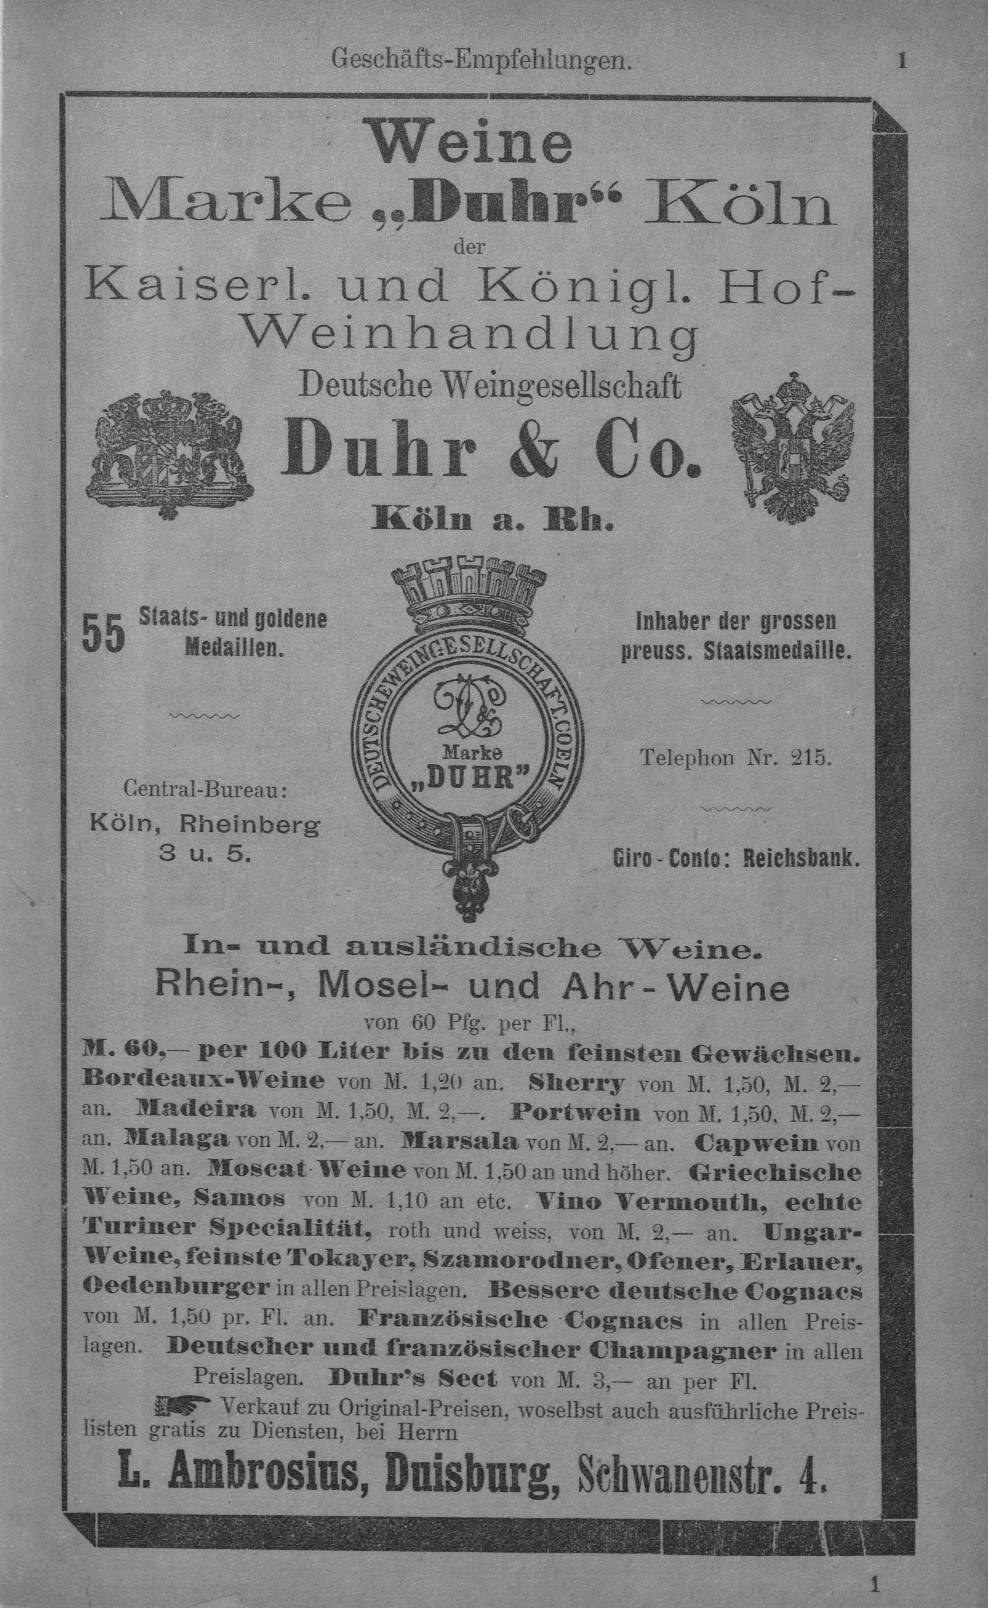 Geschäfts-Empfehlungen. 1
Weine
Marke „Duhr“ Köln
der
Kaiserl. und Königl. Hof-
Weinhandlung
Deutsche Weingesellschaft
Duhr & Co.
Köln a. Rh.
55 Staats- und goldene
Medaillen.
Inhaber der grossen
preuss. Staatsmedaille.
DEUTSCHE WEINGESELLSCHAFT. COELN
D & C
Marke
„DUHR”
Telephon Nr. 215.
Central-Bureau:
Köln, Rheinberg
3 u. 5.
Giro-Conto: Reichsbank.
In- und ausländische Weine.
Rhein-, Mosel- und Ahr-Weine
von 60 Pfg. per Fl.,
M. 60,— per 100 Liter bis zu den feinsten Gewächsen.
Bordeaux-Weine von M. 1,20 an. Sherry von M. 1,50, M. 2,—
an. Madeira von M. 1,50, M. 2,—. Portwein von M. 1,50, M. 2,—
an. Malaga von M. 2,— an. Marsala von M. 2,— an. Capwein von
M. 1,50 an. Moscat-Weine von M. 1,50 an und höher. Griechische
Weine, Samos von M. 1,10 an etc. Vino Vermouth, echte
Turiner Specialität, roth und weiss, von M. 2,— an. Ungar-
Weine, feinste Tokayer, Szamorodner, Ofener, Erlauer,
Oedenburger in allen Preislagen. Bessere deutsche Cognacs
von M. 1,50 pr. Fl. an. Französische Cognacs in allen Preis-
lagen. Deutscher und französischer Champagner in allen
Preislagen. Duhr's Sect von M. 3,— an per Fl.
Verkauf zu Original-Preisen, woselbst auch ausführliche Preis-
listen gratis zu Diensten, bei Herrn
L. Ambrosius, Duisburg, Schwanenstr. 4.
1